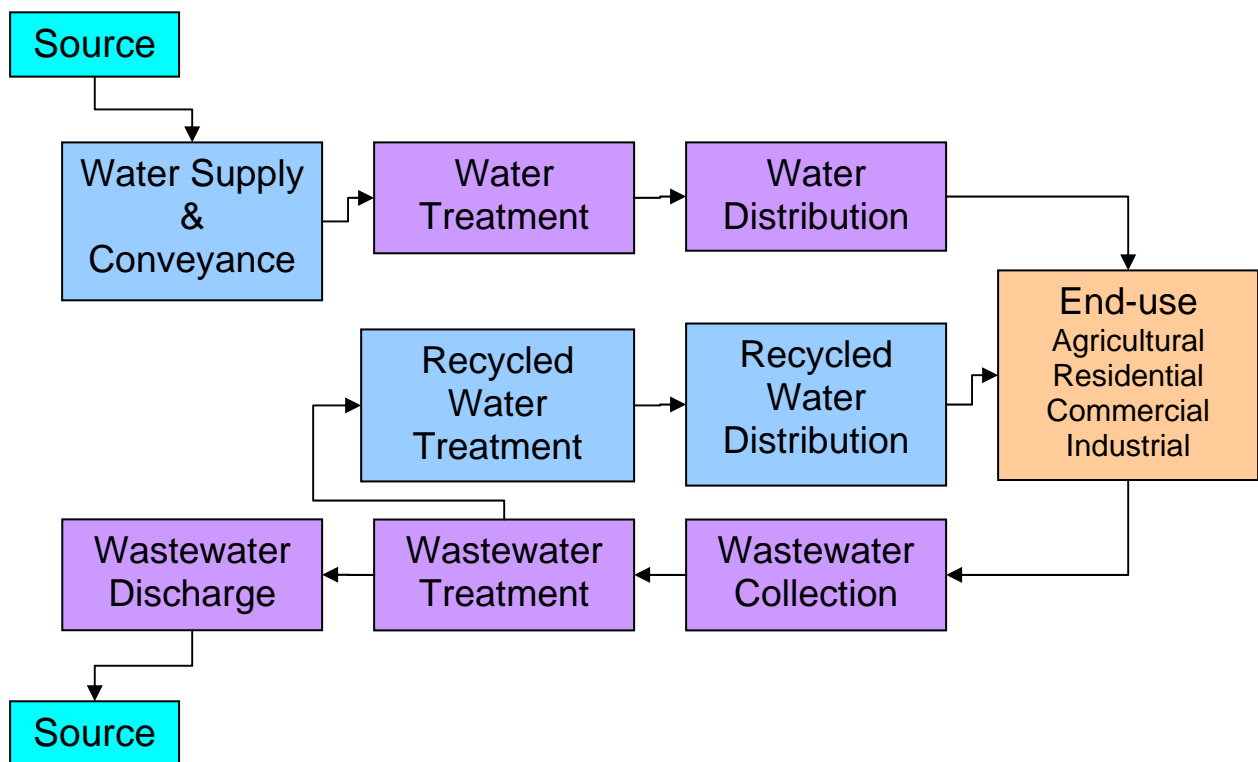 Source
Water Supply
&
Conveyance
Water
Treatment
Water
Distribution
End-use
Agricultural
Residential
Commercial
Industrial
Recycled
Water
Treatment
Recycled
Water
Distribution
Wastewater
Discharge
Wastewater
Treatment
Wastewater
Collection
Source